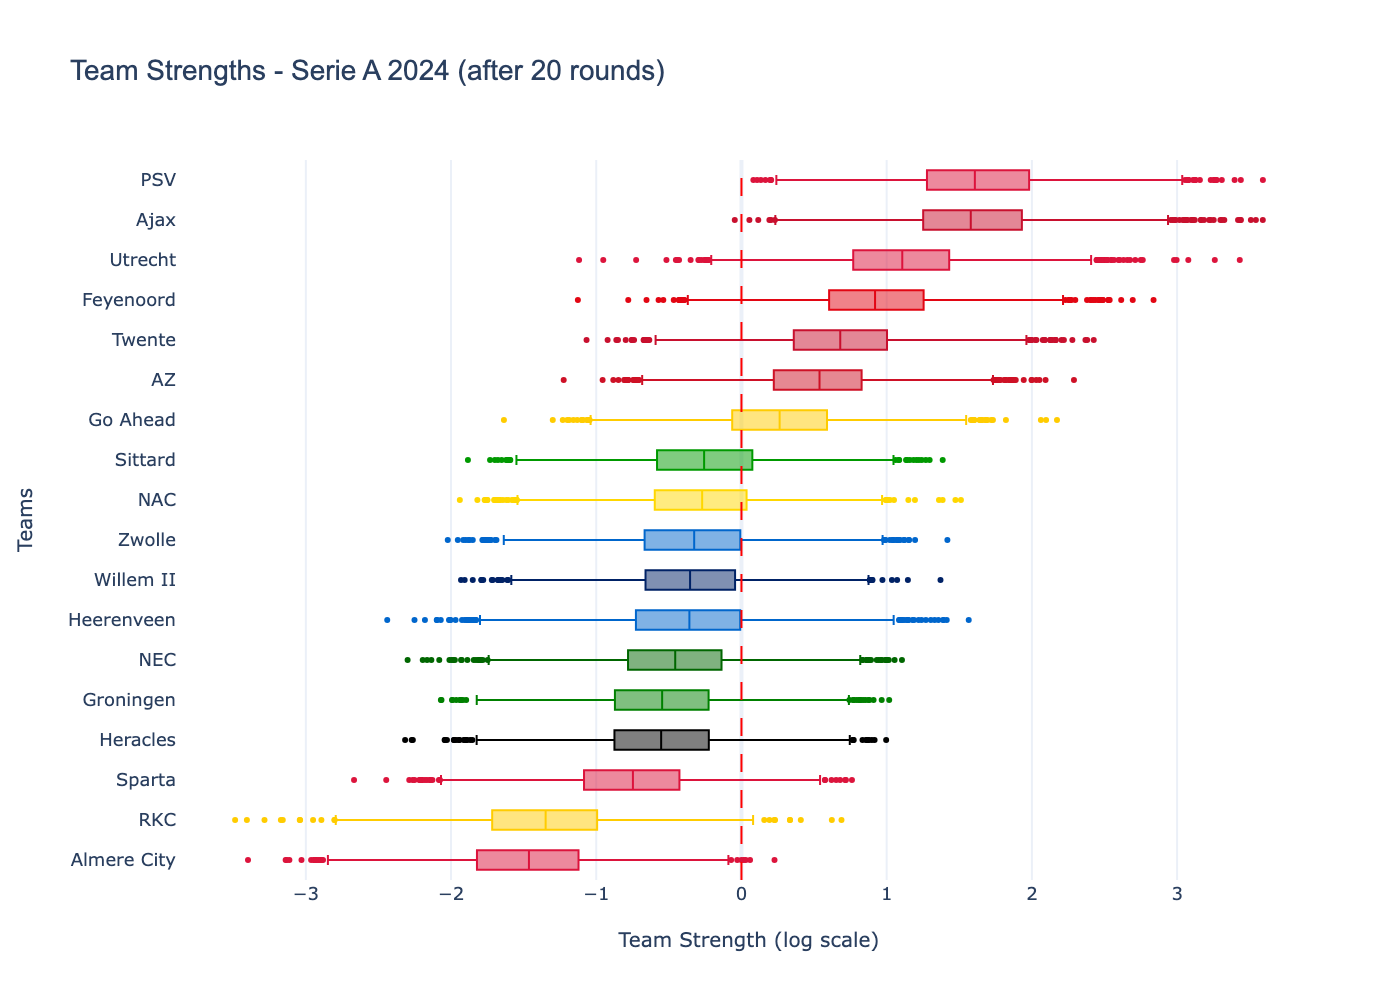 Team Strengths - Serie A 2024 (after 20 rounds)
PSV
Ajax
Utrecht
Feyenoord
Twente
AZ
Go Ahead
Sittard
NAC
Zwolle
Willem II
Heerenveen
NEC
Groningen
Heracles
Sparta
RKC
Almere City
Teams
−3 −2 −1 0 1 2 3
Team Strength (log scale)